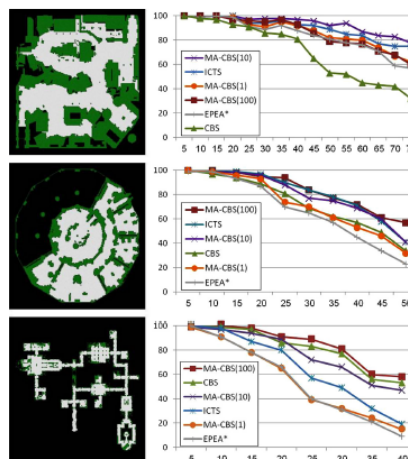 100
80
60
40
20
0
MA-CBS(10)
ICTS
MA-CBS(1)
MA-CBS(100)
EPEA*
CBS
5 10 15 20 25 30 35 40 45 50 55 60 65 70
100
80
60
40
20
0
MA-CBS(100)
ICTS
MA-CBS(10)
CBS
MA-CBS(1)
EPEA*
5 10 15 20 25 30 35 40 45 50
100
80
60
40
20
0
MA-CBS(100)
CBS
MA-CBS(10)
ICTS
MA-CBS(1)
EPEA*
5 10 15 20 25 30 35 40